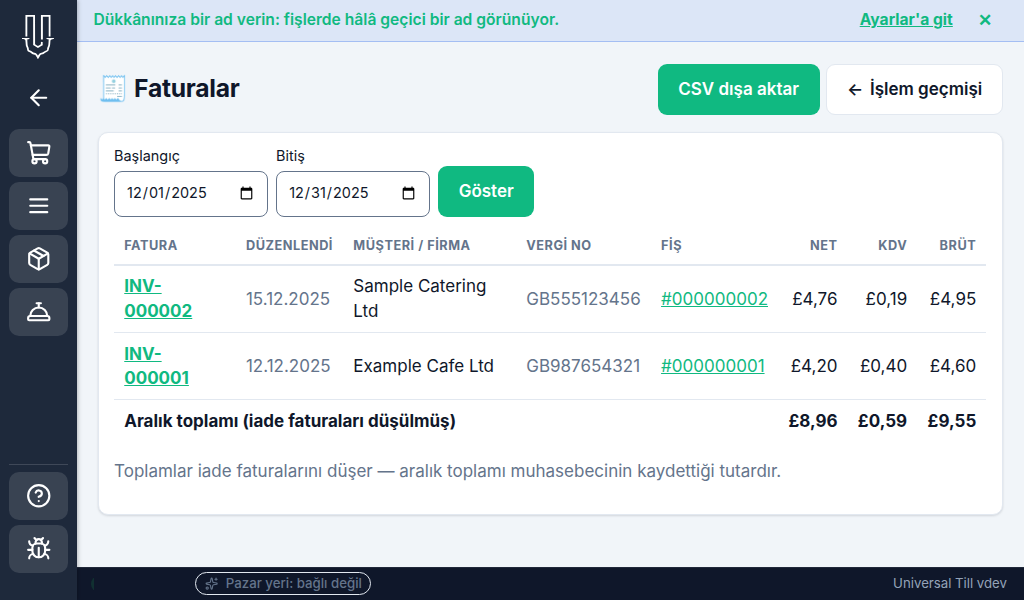 Dükkânınıza bir ad verin: fişlerde hâlâ geçici bir ad görünüyor.
Ayarlar'a git ✕
Faturalar
CSV dışa aktar
← İşlem geçmişi
Başlangıç
Bitiş
12/01/2025
12/31/2025
Göster
FATURA DÜZENLENDİ MÜŞTERİ / FİRMA VERGİ NO FİŞ NET KDV BRÜT
INV-
000002 15.12.2025 Sample Catering
Ltd GB555123456 #000000002 £4,76 £0,19 £4,95
INV-
000001 12.12.2025 Example Cafe Ltd GB987654321 #000000001 £4,20 £0,40 £4,60
Aralık toplamı (iade faturaları düşülmüş) £8,96 £0,59 £9,55
Toplamlar iade faturalarını düşer — aralık toplamı muhasebecinin kaydettiği tutardır.
Pazar yeri: bağlı değil
Universal Till vdev